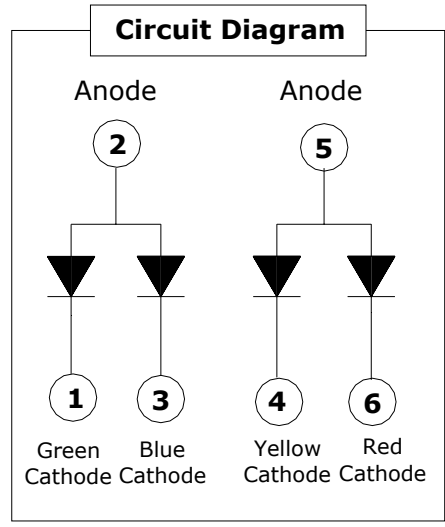 Circuit Diagram
Anode Anode
2 5
1 3 4 6
Green Blue Yellow Red
Cathode Cathode Cathode Cathode